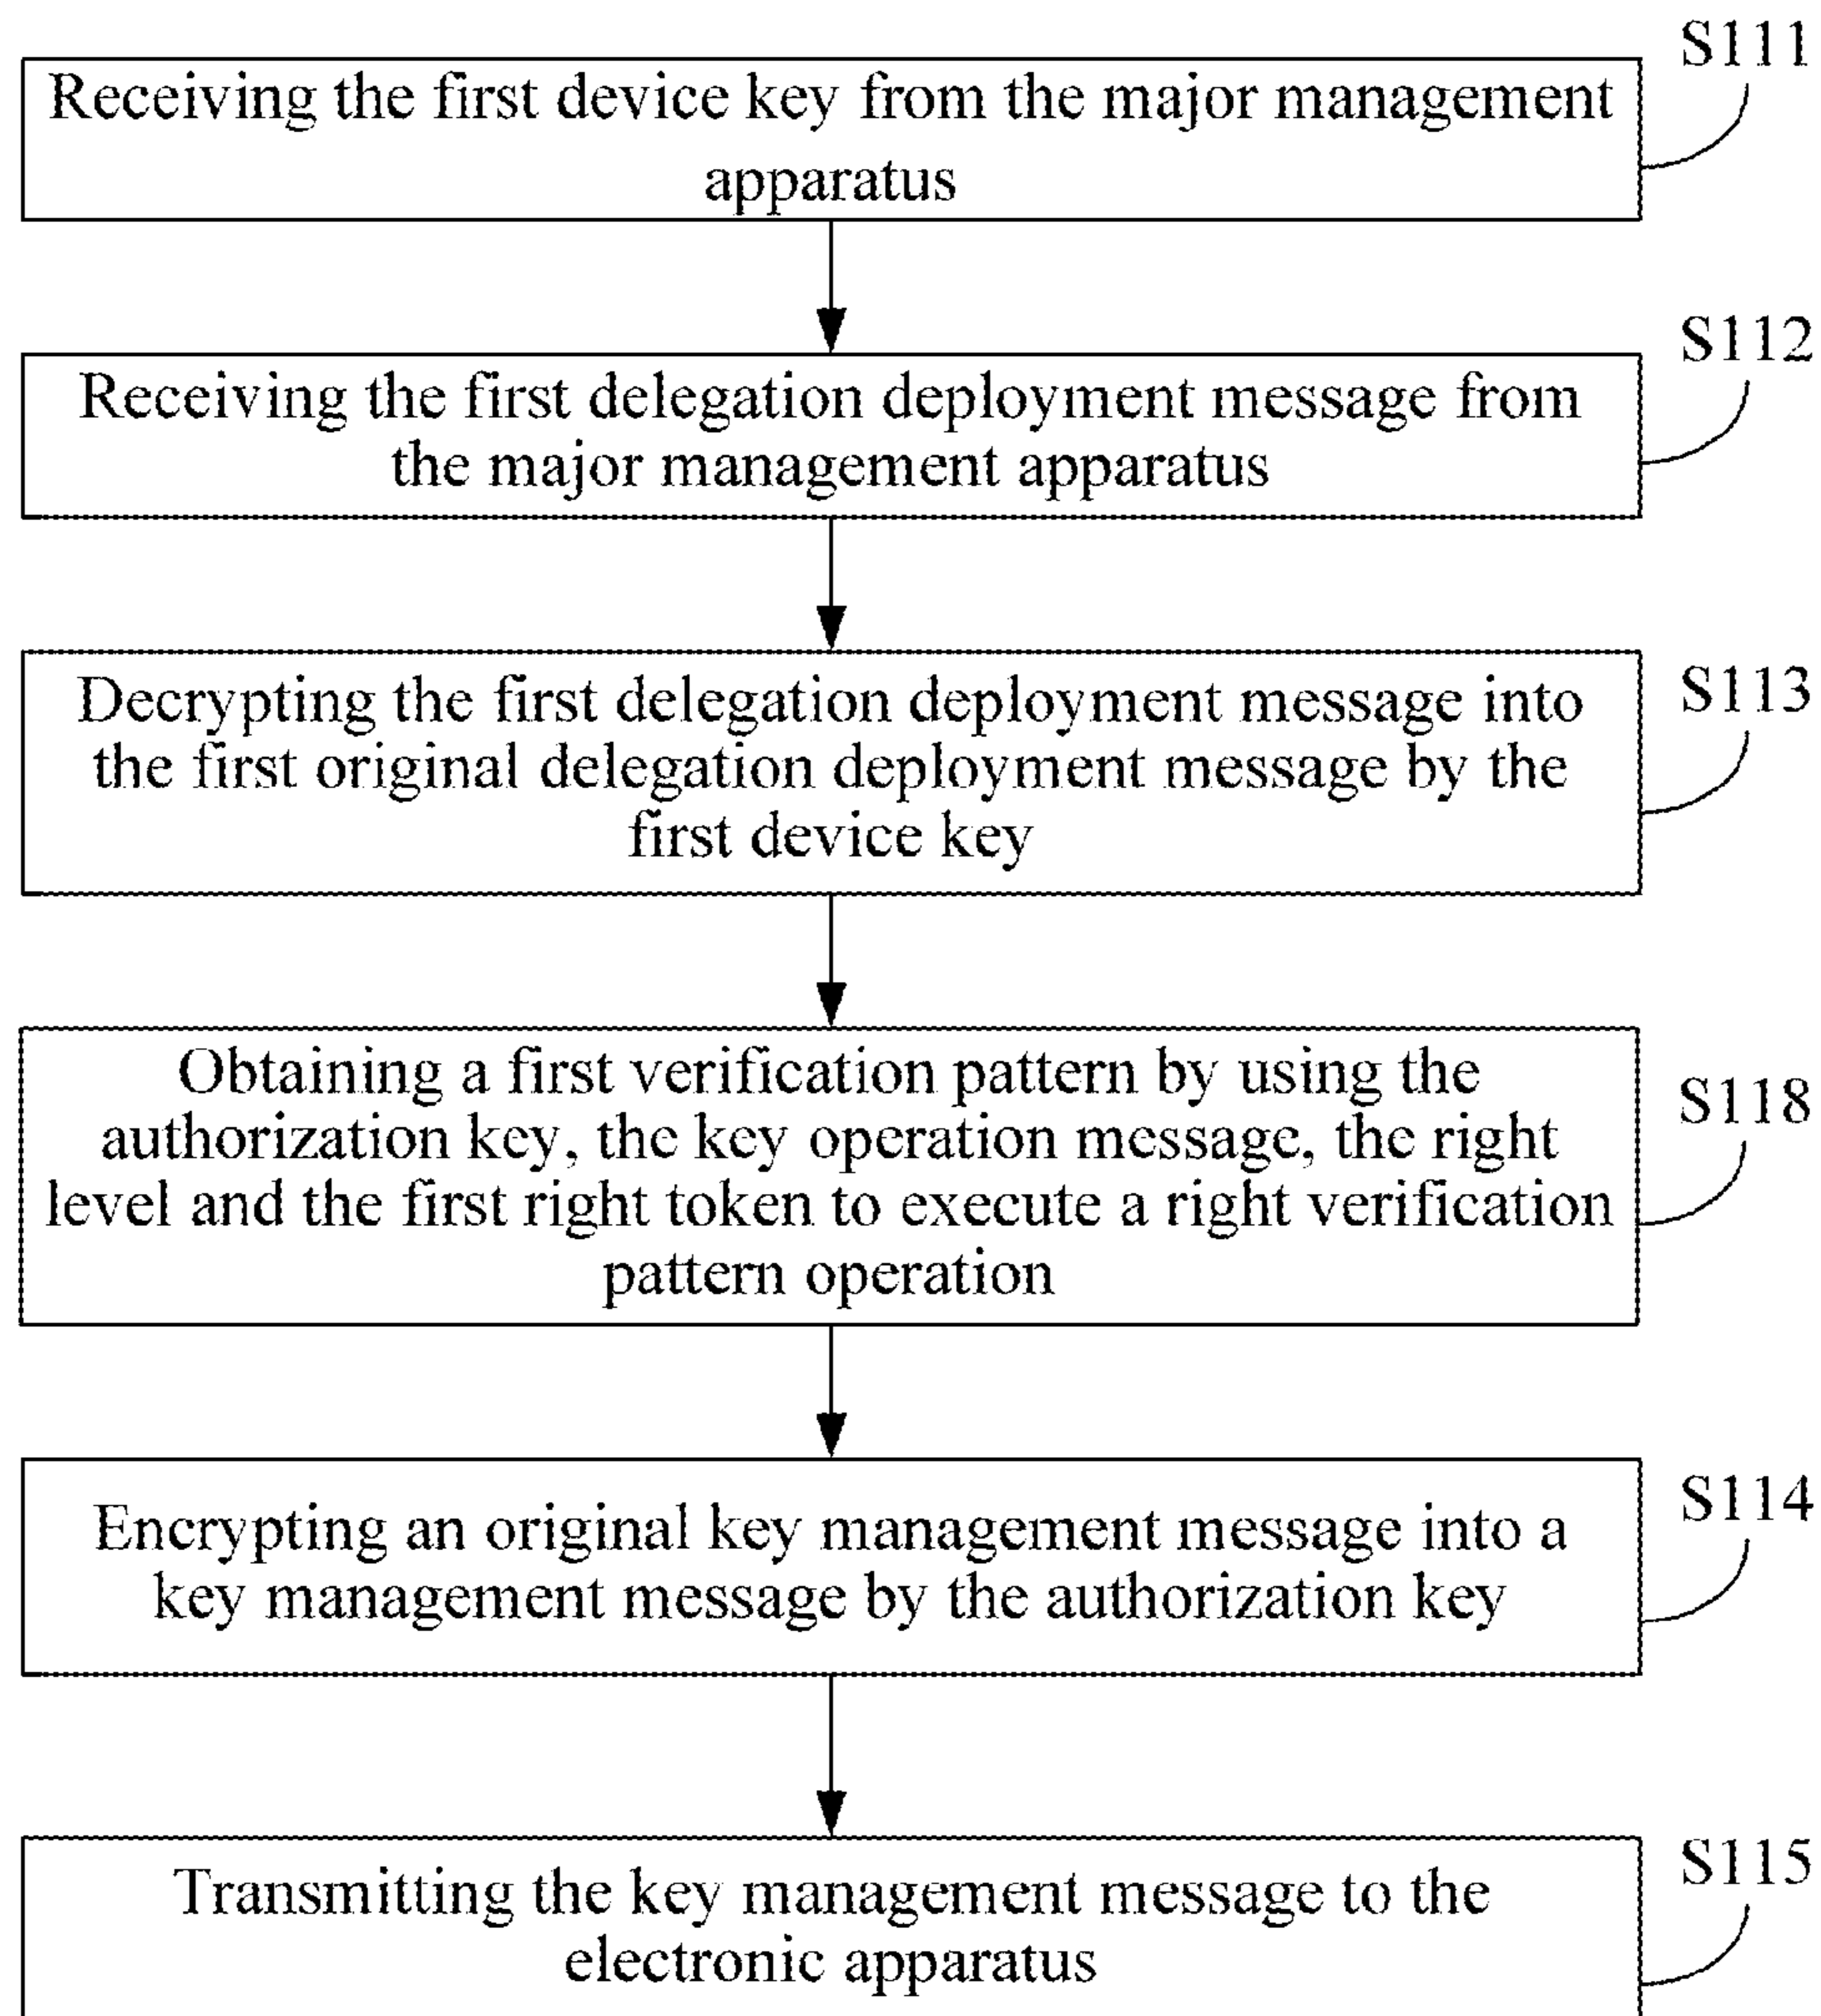 S111
Receiving the first device key from the major management
apparatus
S112
Receiving the first delegation deployment message from
the major management apparatus
S113
Decrypting the first delegation deployment message into
the first original delegation deployment message by the
first device key
Obtaining a first verification pattern by using the
S118
authorization key, the key operation message, the right
level and the first right token to execute a right verification
pattern operation
S114
Encrypting an original key management message into a
key management message by the authorization key
S115
Transmitting the key management message to the
electronic apparatus